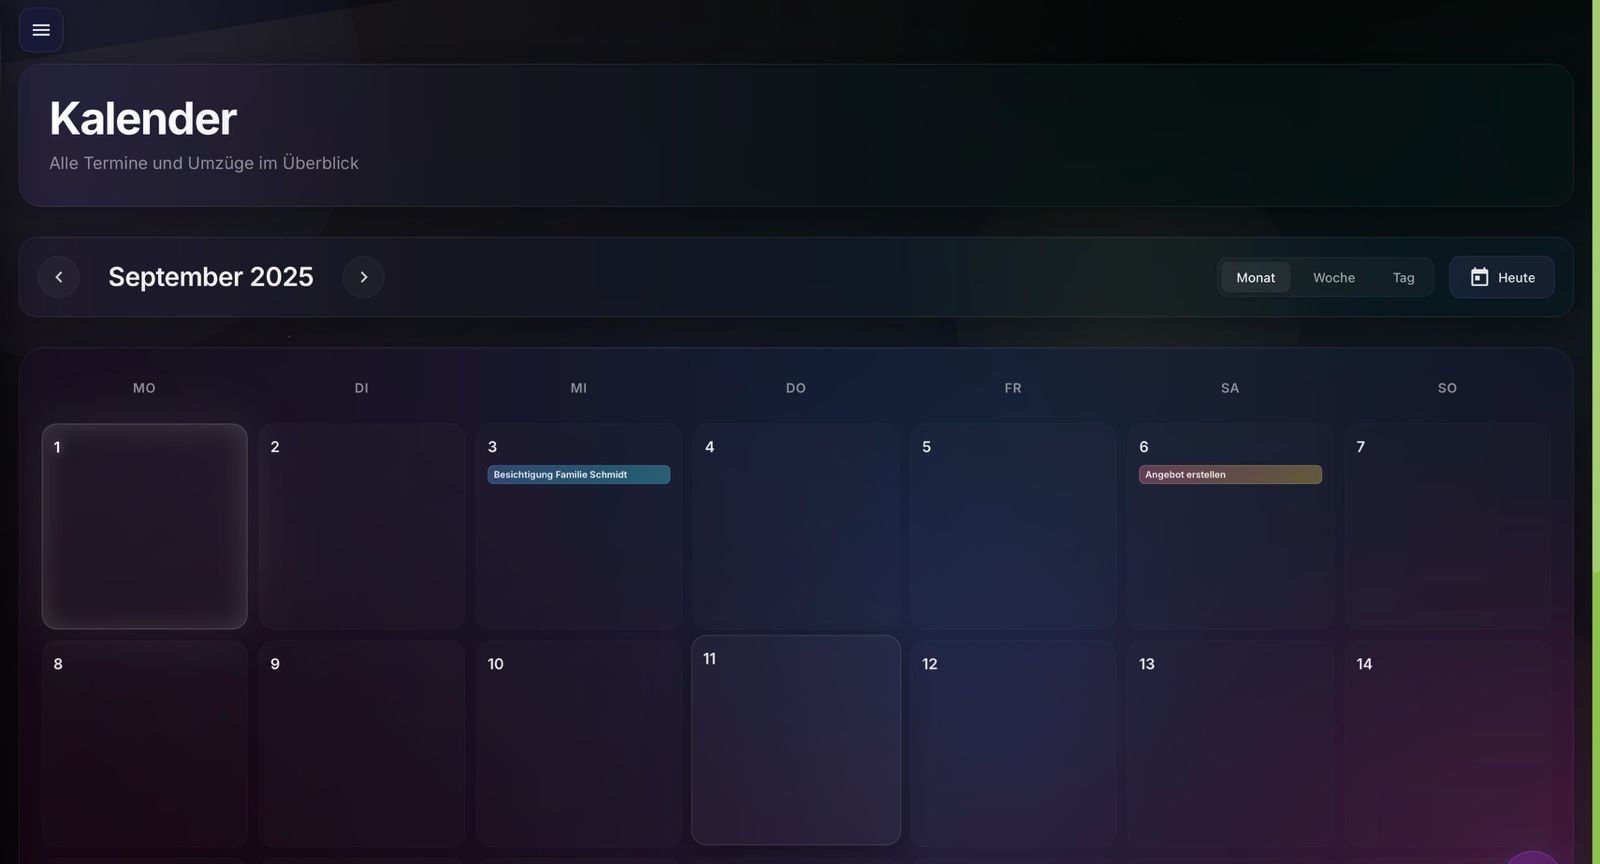 Kalender
Alle Termine und Umzüge im Überblick
September 2025
Monat Woche Tag Heute
MO DI MI DO FR SA SO
1 2 3 4 5 6 7
Besichtigung Familie Schmidt Angebot erstellen
8 9 10 11 12 13 14